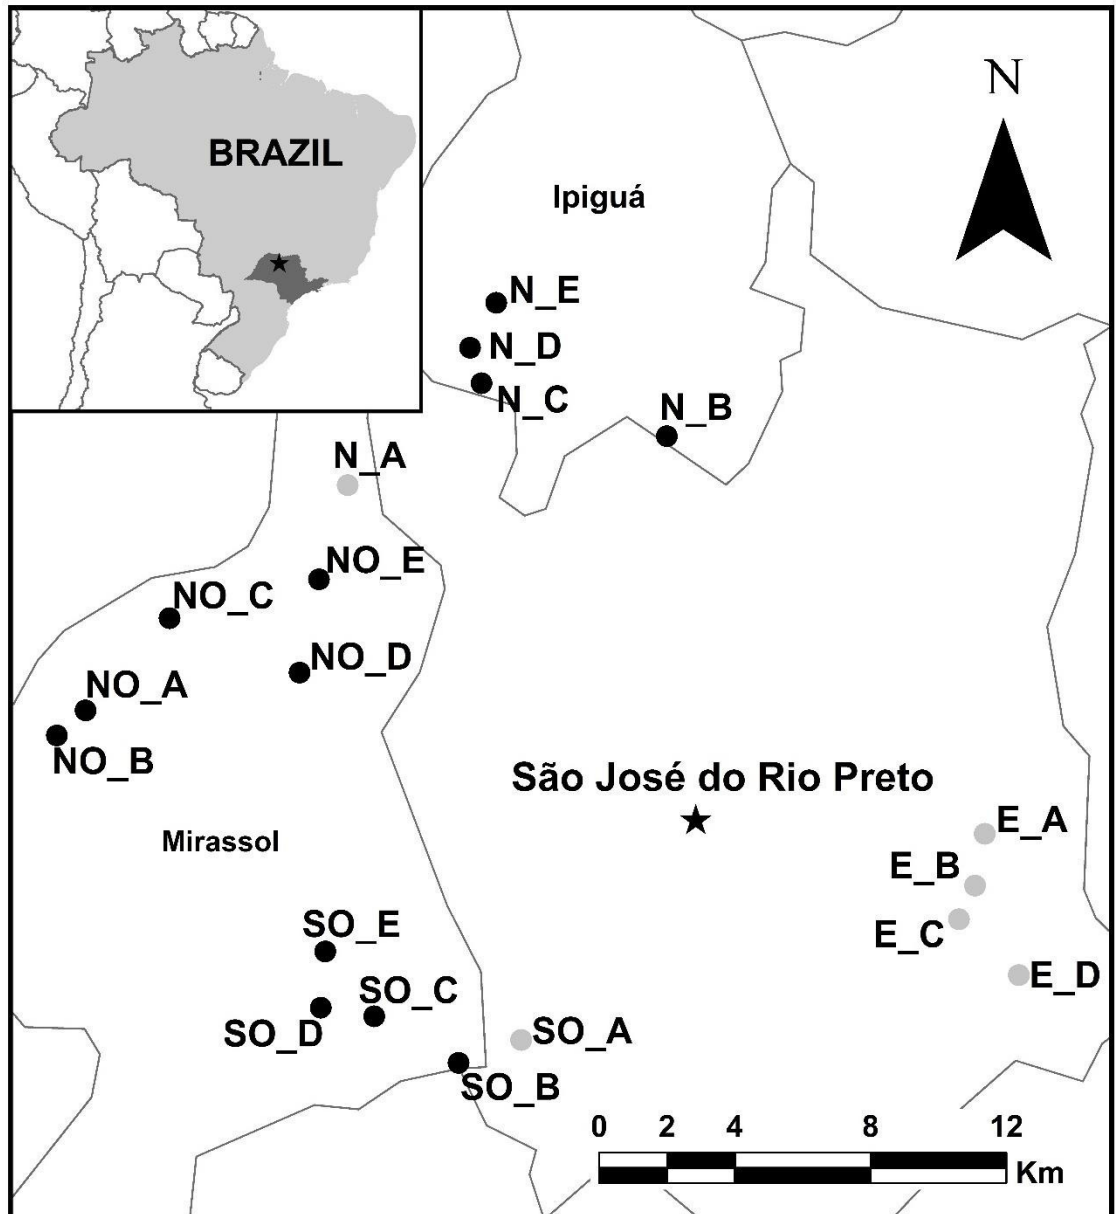 N
BRAZIL
Ipiguá
N_E
N_D
N_C
N_B
N_A
NO_E
NO_C
NO_D
NO_A
NO_B
São José do Rio Preto
Mirassol
E_A
E_B
E_C
E_D
SO_E
SO_C
SO_D
SO_A
SO_B
0 2 4 8 12
Km